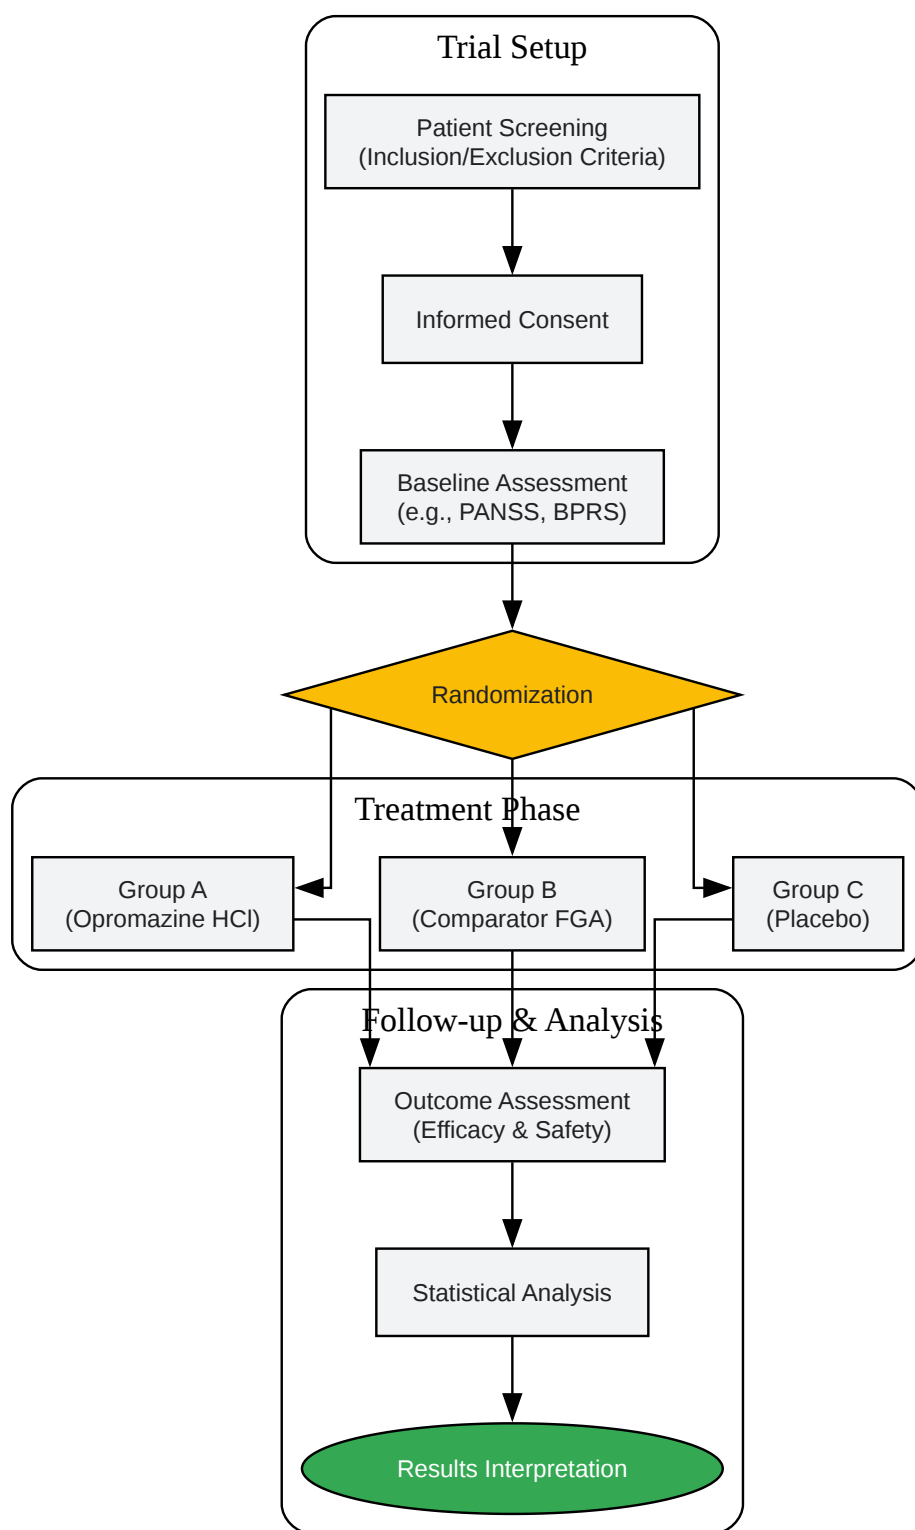 Trial Setup
Patient Screening
(Inclusion/Exclusion Criteria)
Informed Consent
Baseline Assessment
(e.g., PANSS, BPRS)
Randomization
Treatment Phase
Group A
(Opromazine HCl)
Group B
(Comparator FGA)
Group C
(Placebo)
Follow-up & Analysis
Outcome Assessment
(Efficacy & Safety)
Statistical Analysis
Results Interpretation